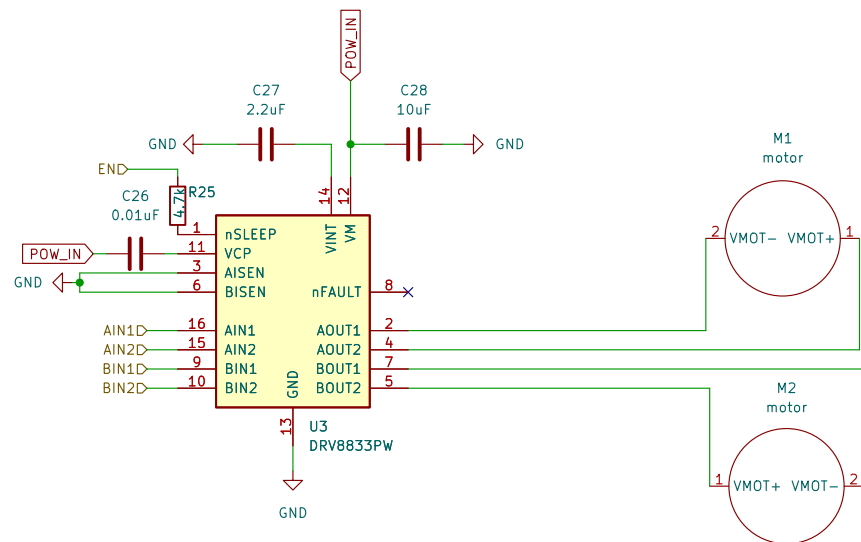 POW_IN
C27
2.2uF
C28
10uF
GND
GND
EN
C26
0.01uF
R25
4.7k
POW_IN
GND
14
12
VINT
VM
1
nSLEEP
11
VCP
3
AISEN
6
BISEN
nFAULT
8
16
AIN1
AIN1
15
AIN2
AIN2
9
BIN1
BIN1
10
BIN2
BIN2
AOUT1
2
AOUT2
4
BOUT1
7
BOUT2
5
GND
13
U3
DRV8833PW
GND
M1
motor
2
VMOT-
VMOT+
1
M2
motor
1
VMOT+
VMOT-
2